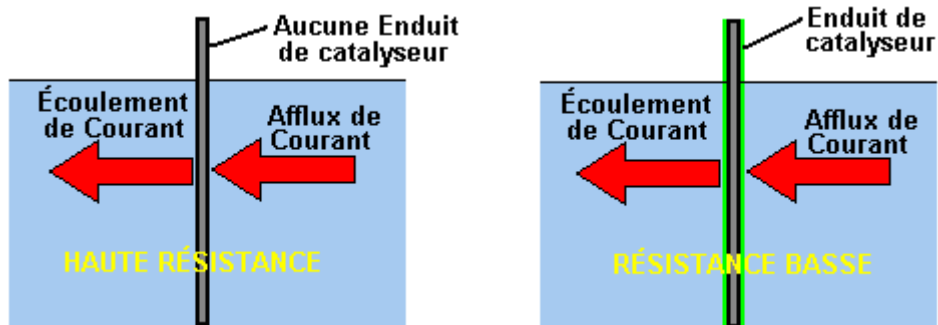 Aucune Enduit
de catalyseur
Écoulement
de Courant
Afflux de
Courant
HAUTE RÉSISTANCE
Enduit de
catalyseur
Écoulement
de Courant
Afflux de
Courant
RÉSISTANCE BASSE